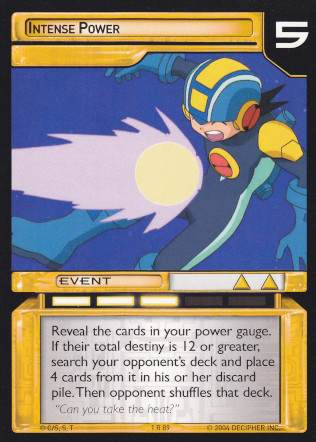 INTENSE POWER
5
EVENT
Reveal the cards in your power gauge.
If their total destiny is 12 or greater,
search your opponent's deck and place
4 cards from it in his or her discard
pile. Then opponent shuffles that deck.
"Can you take the heat?"
© C/S, S, T 1 R 89 © 2004 DECIPHER INC.